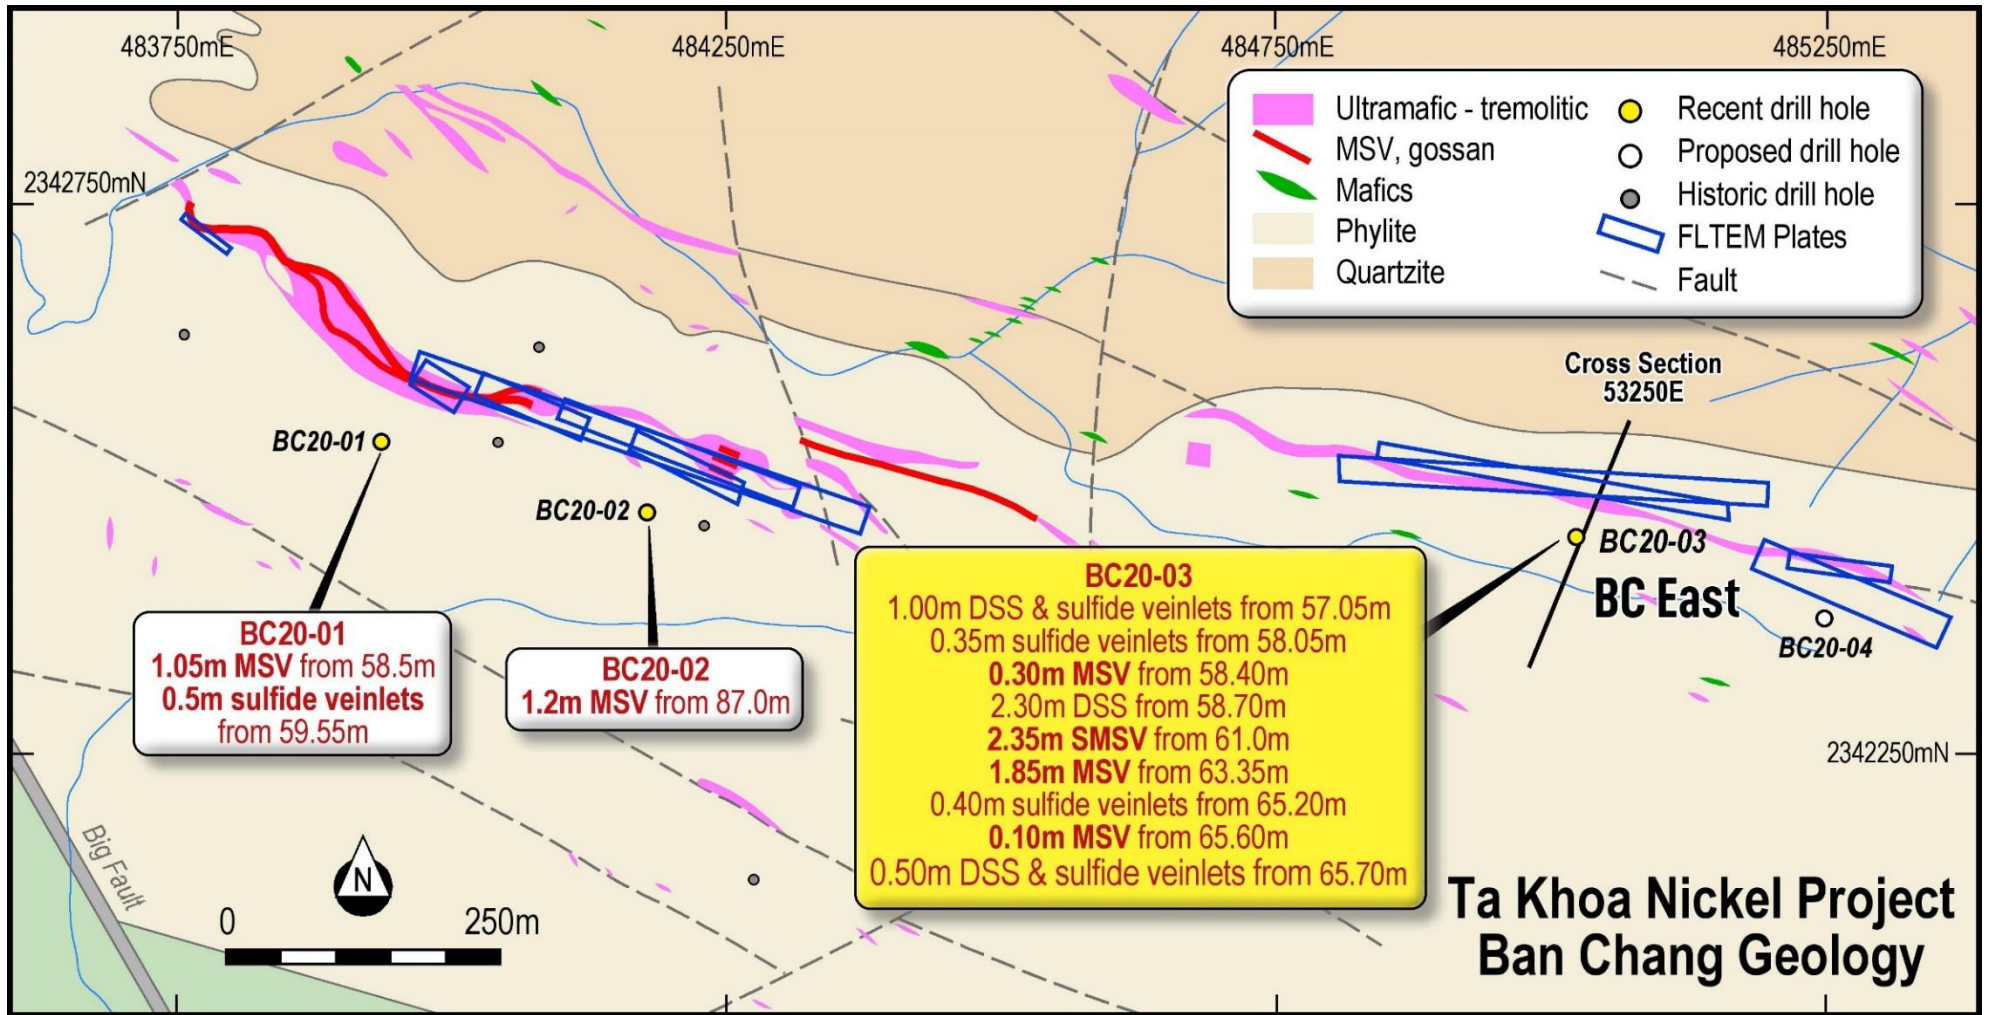 483750mE
484250mE
484750mE
485250mE
2342750mN
Ultramafic - tremolitic
MSV, gossan
Mafics
Phylite
Quartzite
Recent drill hole
Proposed drill hole
Historic drill hole
FLTEM Plates
Fault
Cross Section
53250E
BC20-01
BC20-02
BC20-03
BC East
BC20-04
BC20-01
1.05m MSV from 58.5m
0.5m sulfide veinlets
from 59.55m
BC20-02
1.2m MSV from 87.0m
BC20-03
1.00m DSS & sulfide veinlets from 57.05m
0.35m sulfide veinlets from 58.05m
0.30m MSV from 58.40m
2.30m DSS from 58.70m
2.35m SMSV from 61.0m
1.85m MSV from 63.35m
0.40m sulfide veinlets from 65.20m
0.10m MSV from 65.60m
0.50m DSS & sulfide veinlets from 65.70m
2342250mN
Big Fault
N
0 250m
Ta Khoa Nickel Project
Ban Chang Geology